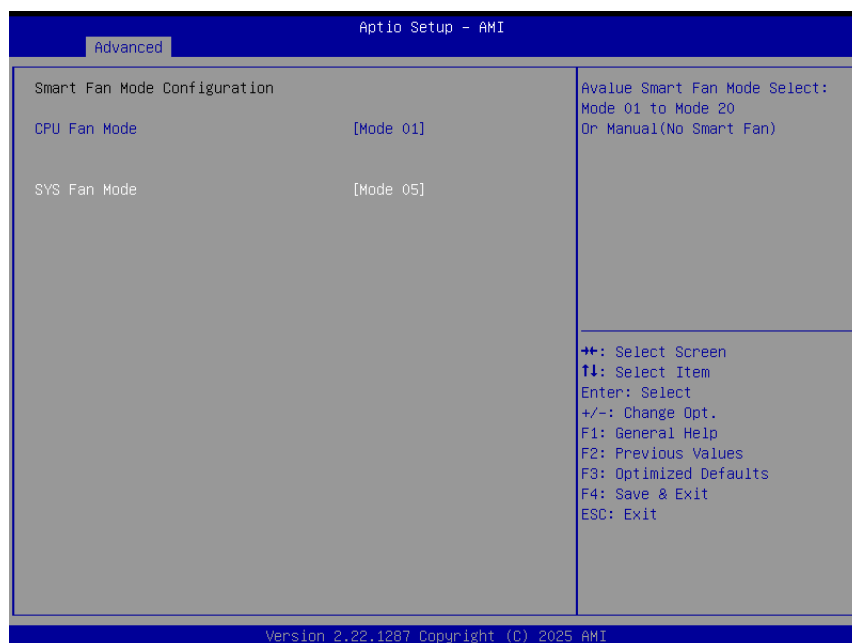 Aptio Setup - AMI
Advanced
Smart Fan Mode Configuration
CPU Fan Mode [Mode 01]
SYS Fan Mode [Mode 05]
Avalue Smart Fan Mode Select:
Mode 01 to Mode 20
Or Manual(No Smart Fan)
→←: Select Screen
↑↓: Select Item
Enter: Select
+/-: Change Opt.
F1: General Help
F2: Previous Values
F3: Optimized Defaults
F4: Save & Exit
ESC: Exit
Version 2.22.1287 Copyright (C) 2025 AMI